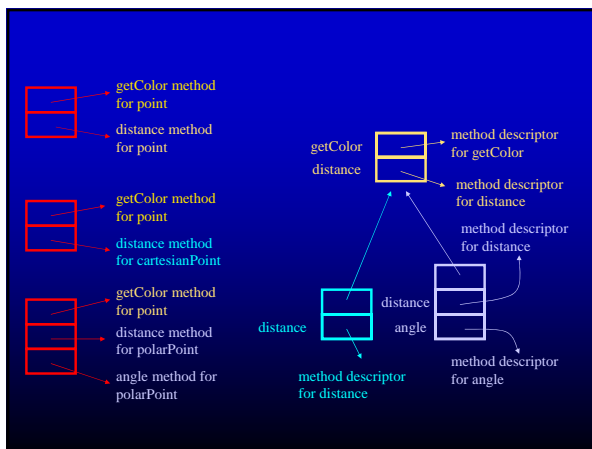 getColor method
for point
distance method
for point
getColor method
for point
distance method
for cartesianPoint
getColor method
for point
distance method
for polarPoint
angle method for
polarPoint
getColor
distance
method descriptor
for getColor
method descriptor
for distance
method descriptor
for distance
distance
angle
method descriptor
for angle
distance
method descriptor
for distance